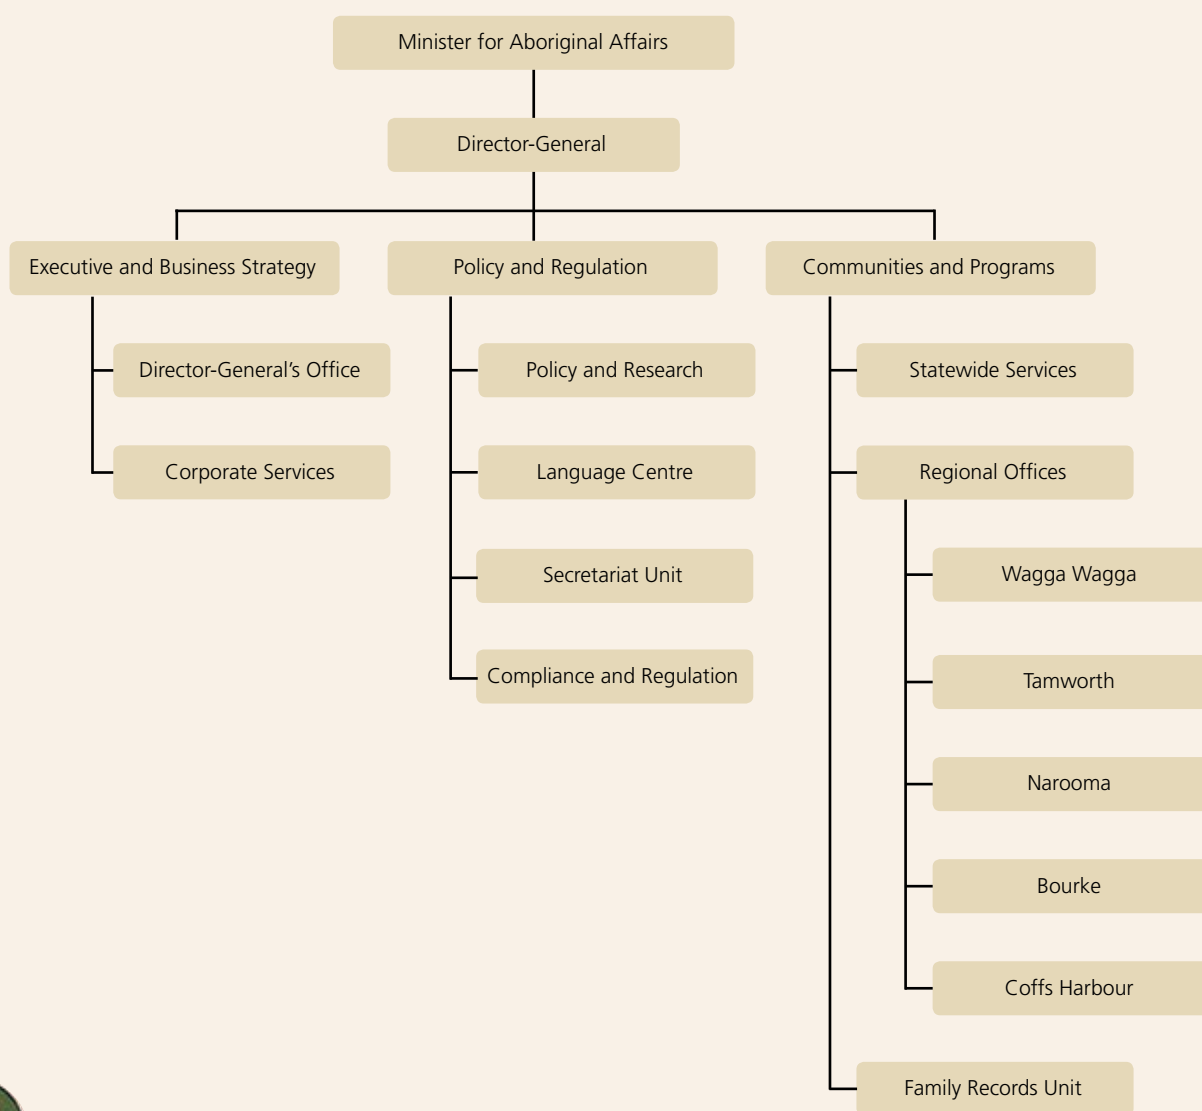 Minister for Aboriginal Affairs
Director-General
Executive and Business Strategy
Director-General's Office
Corporate Services
Policy and Regulation
Policy and Research
Language Centre
Secretariat Unit
Compliance and Regulation
Communities and Programs
Statewide Services
Regional Offices
Wagga Wagga
Tamworth
Narooma
Bourke
Coffs Harbour
Family Records Unit